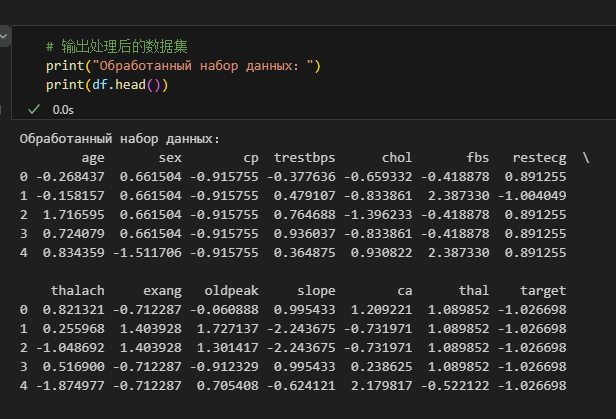 # 输出处理后的数据集
print("Обработанный набор данных: ")
print(df.head())
0.0s
Обработанный набор данных:
age sex cp trestbps chol fbs restecg \
0 -0.268437 0.661504 -0.915755 -0.377636 -0.659332 -0.418878 0.891255
1 -0.158157 0.661504 -0.915755 0.479107 -0.833861 2.387330 -1.004049
2 1.716595 0.661504 -0.915755 0.764688 -1.396233 -0.418878 0.891255
3 0.724079 0.661504 -0.915755 0.936037 -0.833861 -0.418878 0.891255
4 0.834359 -1.511706 -0.915755 0.364875 0.930822 2.387330 0.891255
thalach exang oldpeak slope ca thal target
0 0.821321 -0.712287 -0.060888 0.995433 1.209221 1.089852 -1.026698
1 0.255968 1.403928 1.727137 -2.243675 -0.731971 1.089852 -1.026698
2 -1.048692 1.403928 1.301417 -2.243675 -0.731971 1.089852 -1.026698
3 0.516900 -0.712287 -0.912329 0.995433 0.238625 1.089852 -1.026698
4 -1.874977 -0.712287 0.705408 -0.624121 2.179817 -0.522122 -1.026698